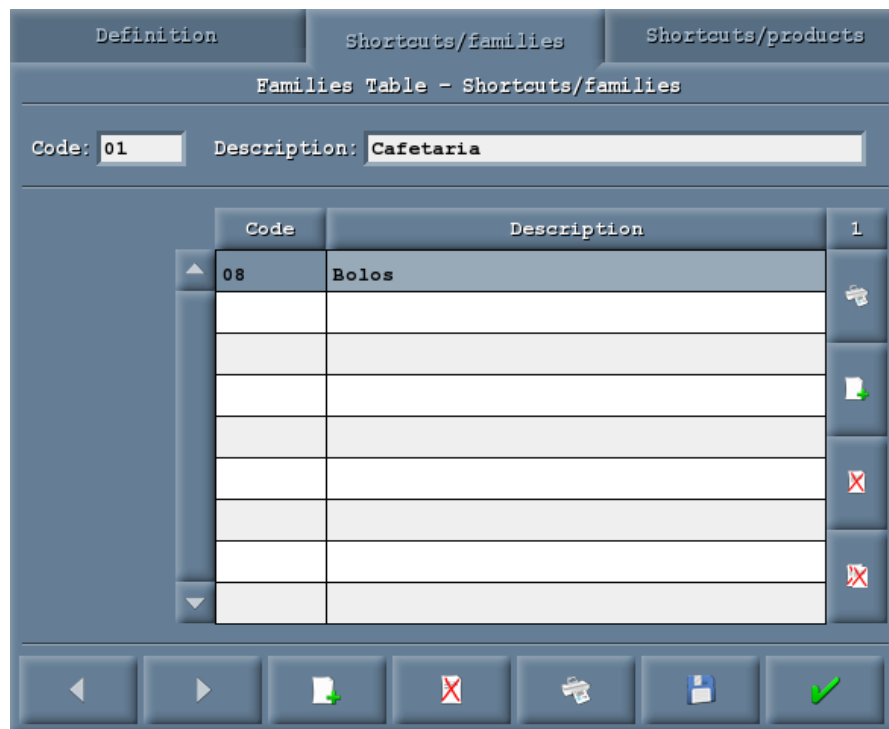 Definition Shortcuts/families Shortcuts/products
Families Table - Shortcuts/families
Code: 01 Description: Cafetaria
Code Description 1
08 Bolos